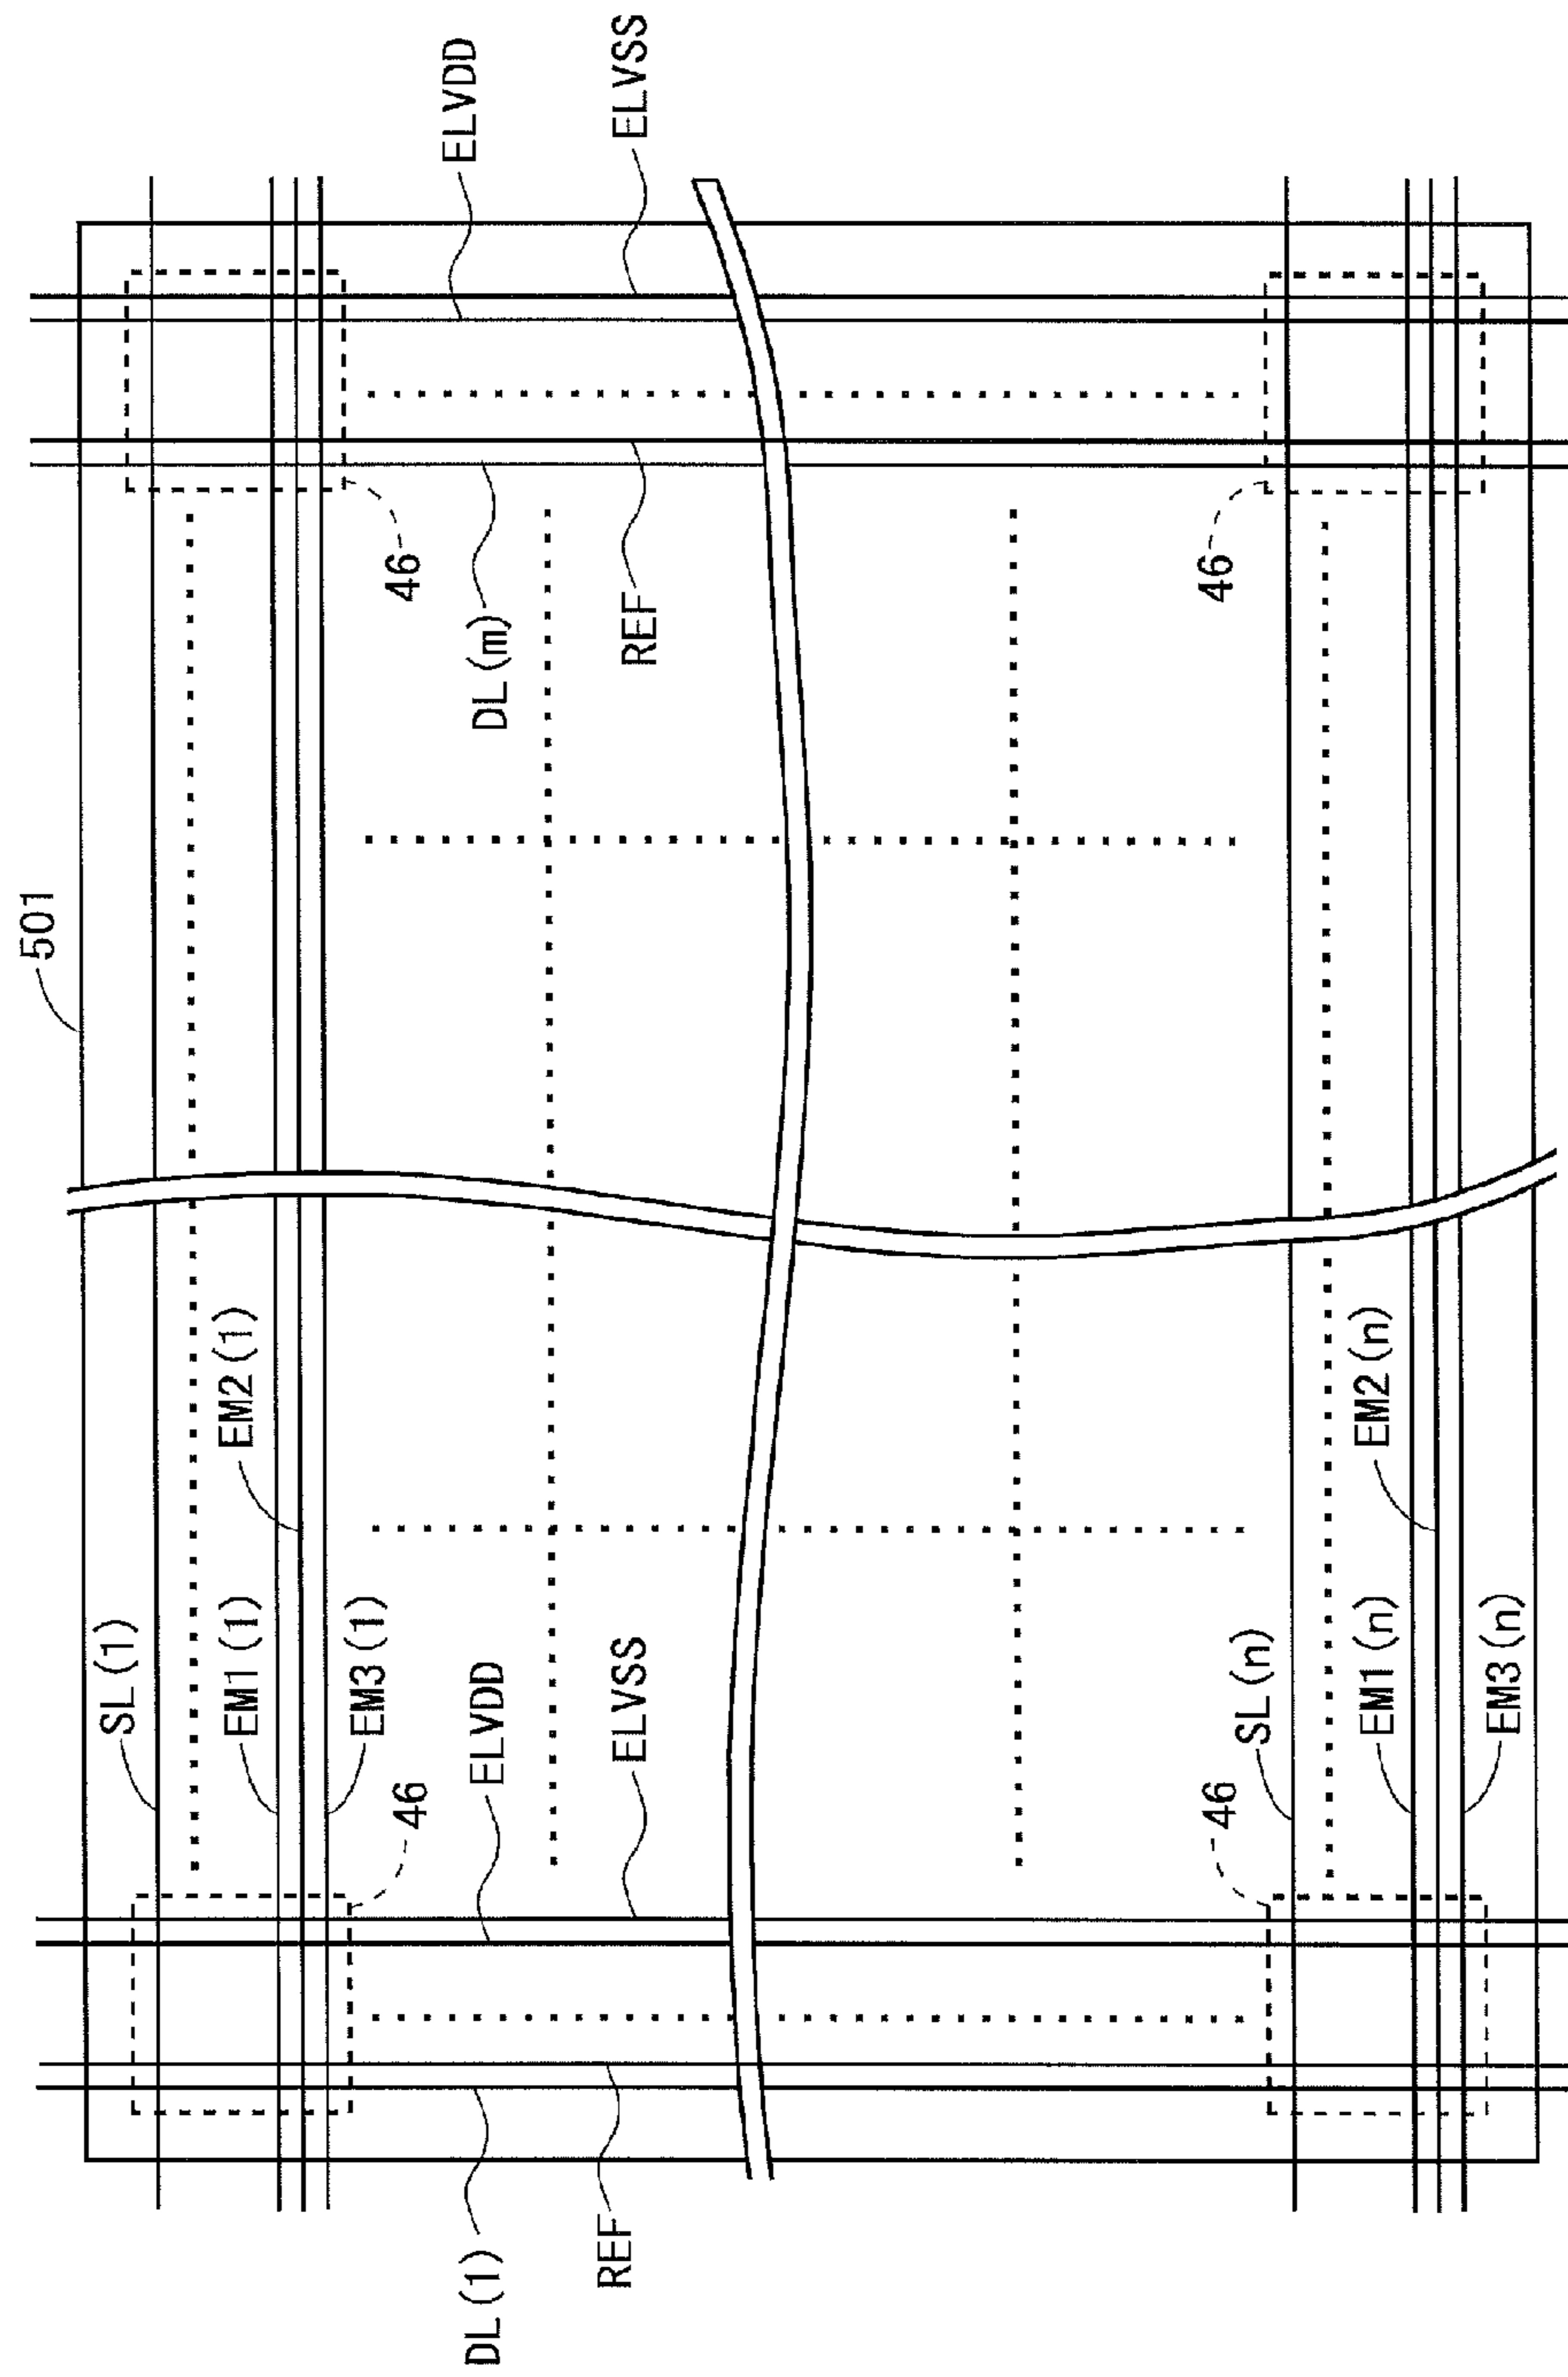 501
SL(1)
EM1(1)
EM2(1)
EM3(1)
46
46
DL(1)
ELVDD
DL(m)
ELVDD
REF
ELVSS
REF
ELVSS
46
46
SL(n)
EM1(n)
EM2(n)
EM3(n)